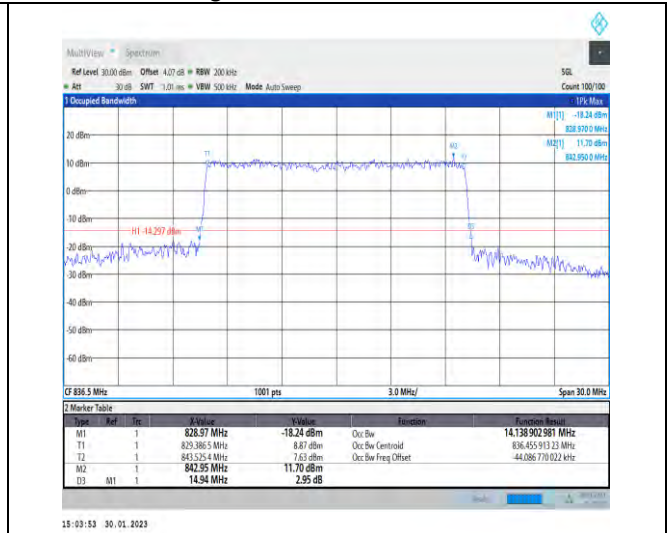 MultiView Spectrum
Ref Level 30.00 dBm Offset 4.07 dB RBW 200 kHz SGL
Att 30 dB SWT 1.01 ms VBW 500 kHz Mode Auto Sweep Count 100/100
1 Occupied Bandwidth 1Pk Max
M1[1] -18.24 dBm
828.970 0 MHz
M2[1] 11.70 dBm
842.950 0 MHz
20 dBm
M2
T1
10 dBm
0 dBm
-10 dBm
H1 -14.297 dBm
M1
D3
-20 dBm
-30 dBm
-40 dBm
-50 dBm
-60 dBm
CF 836.5 MHz 1001 pts 3.0 MHz/ Span 30.0 MHz
2 Marker Table
Type Ref Trc X-Value Y-Value Function Function Result
M1 1 828.97 MHz -18.24 dBm Occ Bw 14.138 902 981 MHz
T1 1 829.386 5 MHz 8.87 dBm Occ Bw Centroid 836.455 913 23 MHz
T2 1 843.525 4 MHz 7.63 dBm Occ Bw Freq Offset -44.086 770 022 kHz
M2 1 842.95 MHz 11.70 dBm
D3 M1 1 14.94 MHz 2.95 dB
15:03:53 30.01.2023